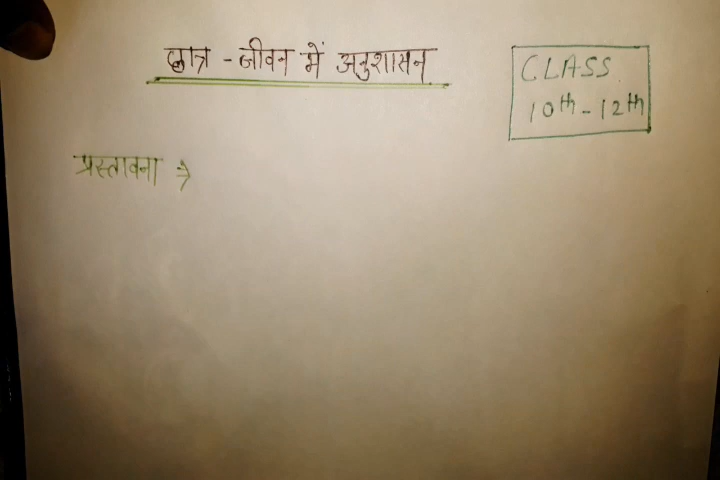 छात्र - जीवन में अनुशासन
CLASS
10th - 12th
प्रस्तावना →